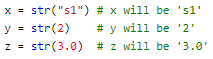 x = str("s1") # x will be 's1'
y = str(2)    # y will be '2'
z = str(3.0)  # z will be '3.0'